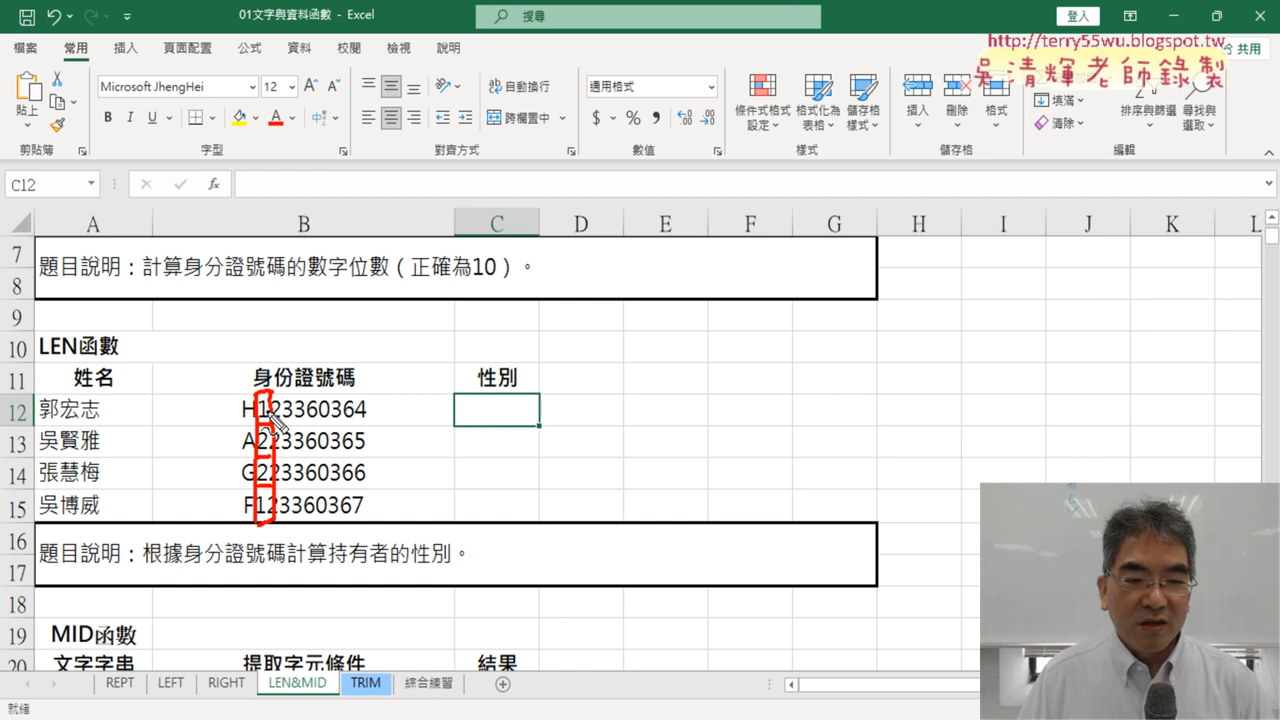 01文字與資料函數 - Excel
搜尋
登入
http://terry55wu.blogspot.tw
吳清輝老師錄製
檔案 常用 插入 頁面配置 公式 資料 校閱 檢視 說明
共用
貼上
剪貼簿
Microsoft JhengHei 12
B I U
字型
自動換行
跨欄置中
對齊方式
通用格式
$ % 9
數值
條件式格式設定
格式化為表格
儲存格樣式
樣式
插入 刪除 格式
儲存格
填滿
清除
排序與篩選
尋找與選取
編輯
C12
fx
A B C D E F G H I J K L
7 題目說明：計算身分證號碼的數字位數（正確為10）。
8
9
10 LEN函數
11 姓名 身份證號碼 性別
12 郭宏志 H123360364
13 吳賢雅 A223360365
14 張慧梅 G223360366
15 吳博威 F123360367
16 題目說明：根據身分證號碼計算持有者的性別。
17
18
19 MID函數
20 文字字串 提取字元條件 結果
REPT LEFT RIGHT LEN&MID TRIM 綜合練習
就緒